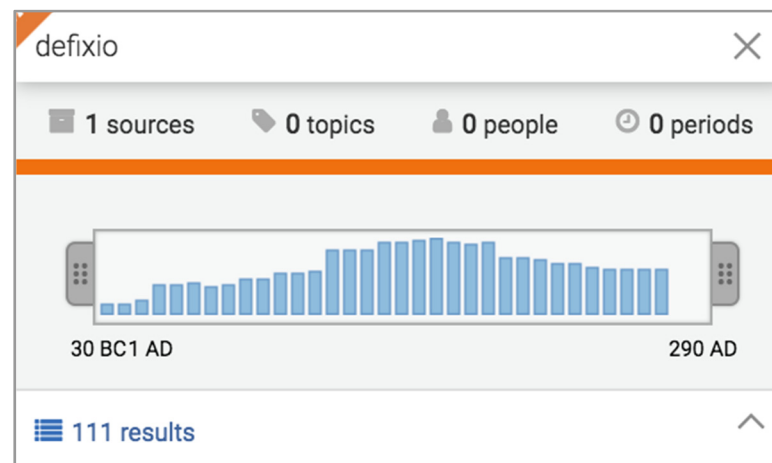 defixio
1 sources 0 topics 0 people 0 periods
30 BC1 AD 290 AD
111 results